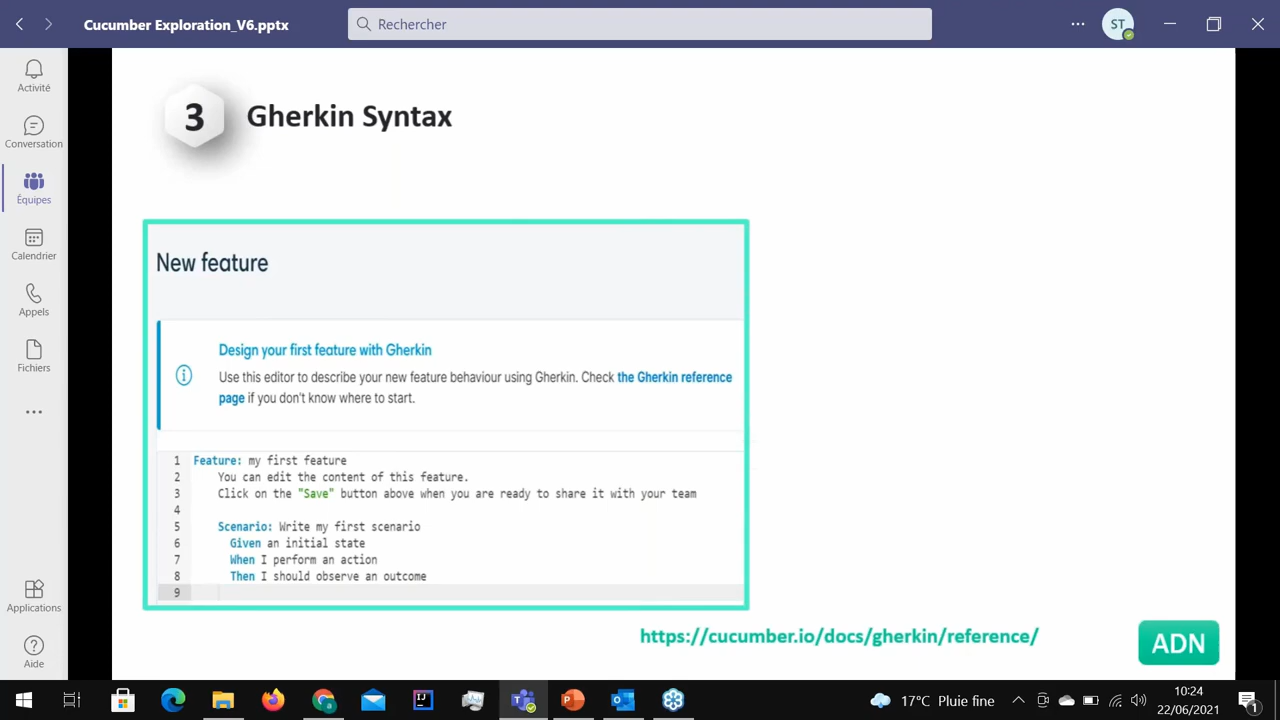 Cucumber Exploration_V6.pptx
Rechercher
ST
Activité
Conversation
Équipes
Calendrier
Appels
Fichiers
Applications
Aide
3 Gherkin Syntax
New feature
Design your first feature with Gherkin
Use this editor to describe your new feature behaviour using Gherkin. Check the Gherkin reference
page if you don't know where to start.
1 Feature: my first feature
2 You can edit the content of this feature.
3 Click on the "Save" button above when you are ready to share it with your team
4
5 Scenario: Write my first scenario
6 Given an initial state
7 When I perform an action
8 Then I should observe an outcome
9
https://cucumber.io/docs/gherkin/reference/
ADN
17°C Pluie fine
10:24
22/06/2021
1